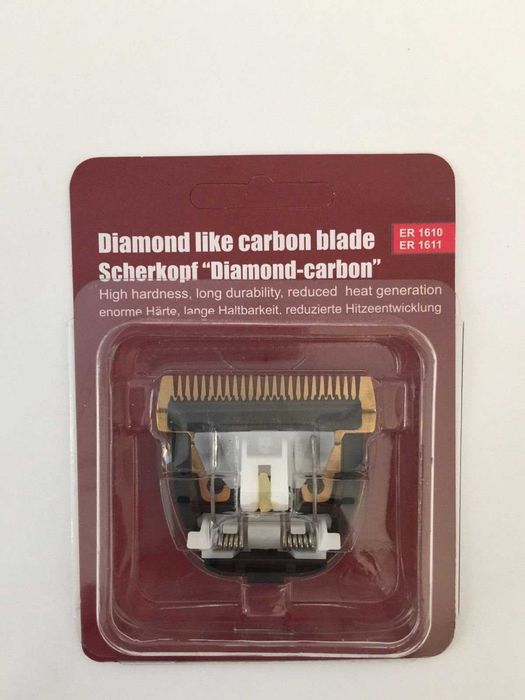 Diamond like carbon blade
ER 1610
ER 1611
Scherkopf "Diamond-carbon"
High hardness, long durability, reduced heat generation
enorme Härte, lange Haltbarkeit, reduzierte Hitzeentwicklung